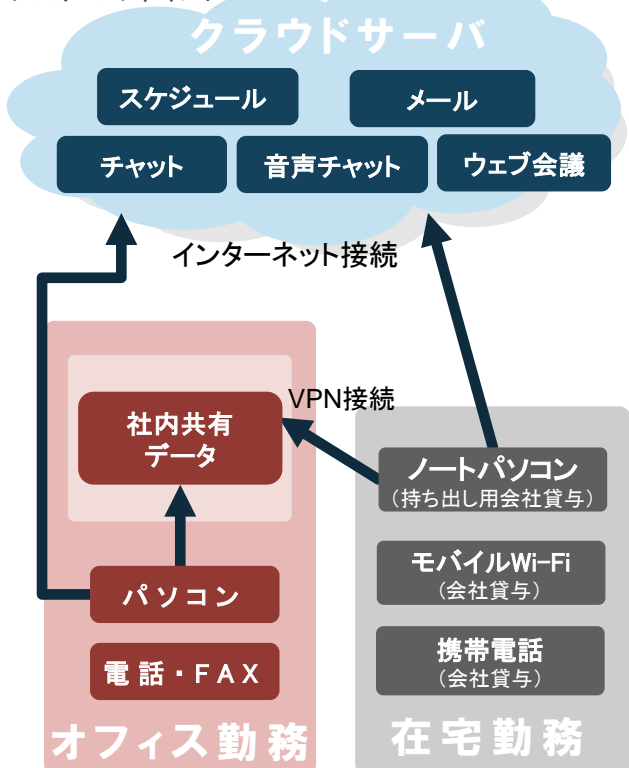 クラウドサーバ
スケジュール
メール
チャット
音声チャット
ウェブ会議
インターネット接続
VPN接続
社内共有
データ
ノートパソコン
(持ち出し用会社貸与)
パソコン
モバイルWi-Fi
(会社貸与)
電話・FAX
携帯電話
(会社貸与)
オフィス勤務
在宅勤務